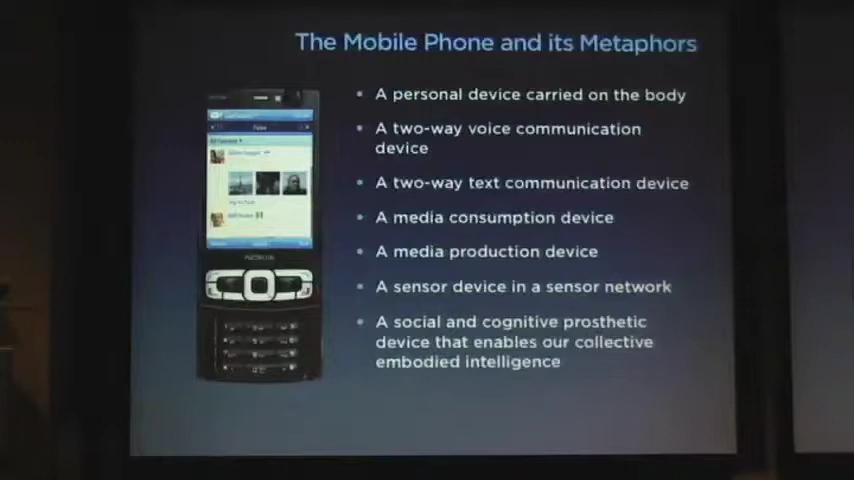 The Mobile Phone and its Metaphors
• A personal device carried on the body
• A two-way voice communication
device
• A two-way text communication device
• A media consumption device
• A media production device
• A sensor device in a sensor network
• A social and cognitive prosthetic
device that enables our collective
embodied intelligence
NOKIA